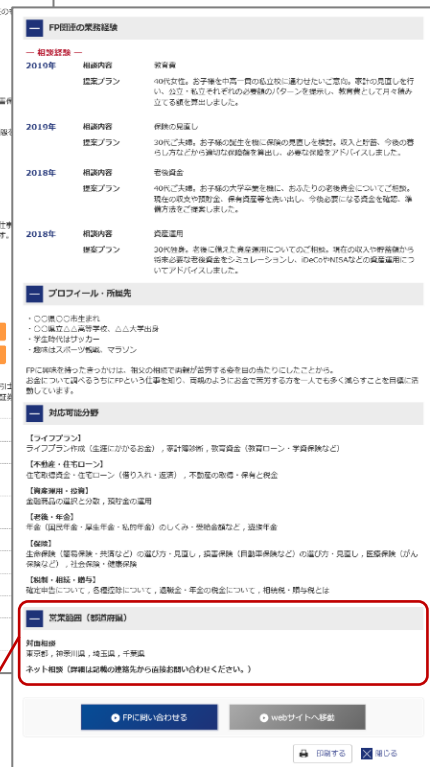 FP関連の業務経験
― 相談経験 ―
2019年 相談内容 教育費
提案プラン 40代女性。お子様を中高一貫の私立校に通わせたいご意向。家計の見直しを行
い、公立・私立それぞれの必要額のパターンを提示し、教育費として月々積み
立てる額を算出しました。
2019年 相談内容 保険の見直し
提案プラン 30代ご夫婦。お子様の誕生を機に保険の見直しを検討。収入と貯蓄、今後の暮
らし方などから適切な保障額を算出し、必要な保障をアドバイスしました。
2018年 相談内容 老後資金
提案プラン 40代ご夫婦。お子様の大学卒業を機に、おふたりの老後資金についてご相談。
現在の収支や預貯金、保有資産等を洗い出し、今後必要になる資金を確認、準
備方法をご提案しました。
2018年 相談内容 資産運用
提案プラン 30代独身。老後に備えた資産運用についてのご相談。現在の収入や貯蓄額から
将来必要な老後資金をシミュレーションし、iDeCoやNISAなどの資産運用につ
いてアドバイスしました。
プロフィール・所属先
・〇〇県〇〇市生まれ
・〇〇県立△△高等学校、△△大学出身
・学生時代はサッカー
・趣味はスポーツ観戦、マラソン
FPに興味を持ったきっかけは、祖父の相続で両親が苦労する姿を目の当たりにしたことから。
お金について調べるうちにFPという仕事を知り、両親のようにお金で苦労する方を一人でも多く減らすことを目標に活
動しています。
対応可能分野
【ライフプラン】
ライフプラン作成（生涯にかかるお金），家計簿診断，教育資金（教育ローン・学資保険など）
【不動産・住宅ローン】
住宅取得資金・住宅ローン（借り入れ・返済），不動産の取得・保有と税金
【資産運用・投資】
金融商品の選択と分散，預貯金の運用
【老後・年金】
年金（国民年金・厚生年金・私的年金）のしくみ・受給金額など，遺族年金
【保険】
生命保険（簡易保険・共済など）の選び方・見直し，損害保険（自動車保険など）の選び方・見直し，医療保険（がん
保険など），社会保険・健康保険
【税制・相続・贈与】
確定申告について，各種控除について，退職金・年金の税金について，相続税・贈与税とは
営業範囲（都道府県）
対面相談
東京都，神奈川県，埼玉県，千葉県
ネット相談（詳細は記載の連絡先から直接お問い合わせください。）
FPに問い合わせる webサイトへ移動
印刷する 閉じる